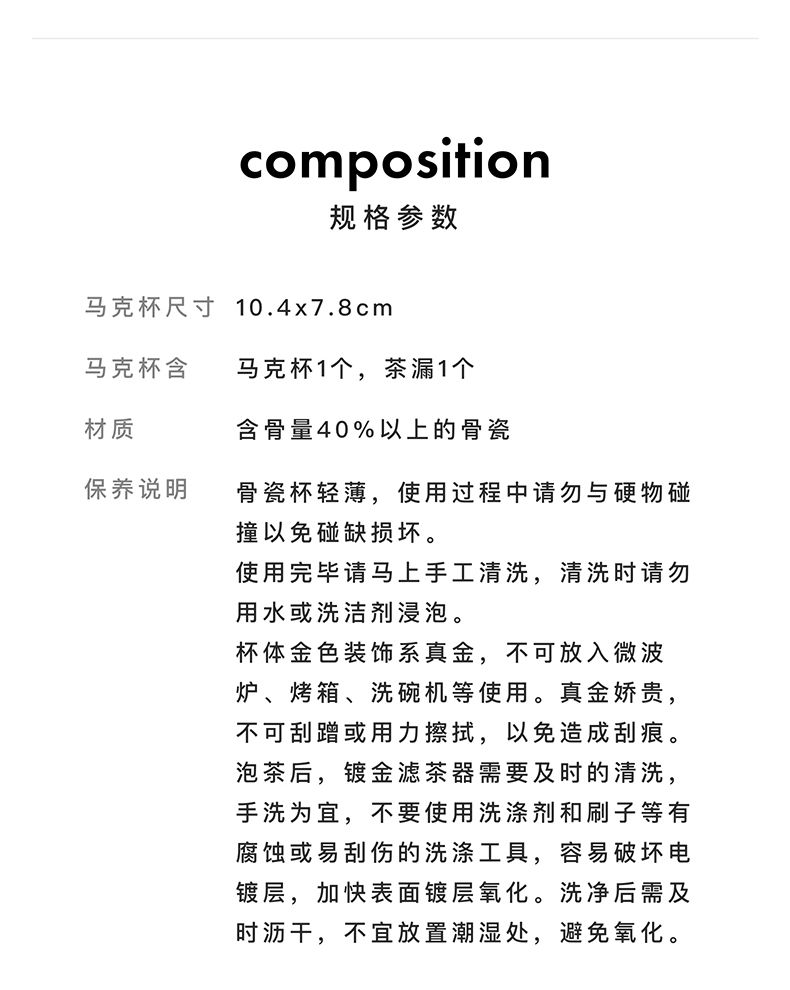 composition
规格参数
马克杯尺寸 10.4x7.8cm
马克杯含 马克杯1个，茶漏1个
材质 含骨量40%以上的骨瓷
保养说明 骨瓷杯轻薄，使用过程中请勿与硬物碰
撞以免碰缺损坏。
使用完毕请马上手工清洗，清洗时请勿
用水或洗洁剂浸泡。
杯体金色装饰系真金，不可放入微波
炉、烤箱、洗碗机等使用。真金娇贵，
不可刮蹭或用力擦拭，以免造成刮痕。
泡茶后，镀金滤茶器需要及时的清洗，
手洗为宜，不要使用洗涤剂和刷子等有
腐蚀或易刮伤的洗涤工具，容易破坏电
镀层，加快表面镀层氧化。洗净后需及
时沥干，不宜放置潮湿处，避免氧化。